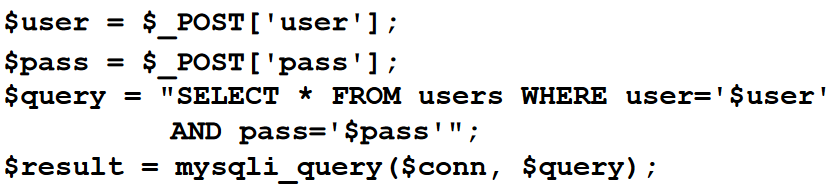 $user = $_POST['user'];
$pass = $_POST['pass'];
$query = "SELECT * FROM users WHERE user='$user'
AND pass='$pass'";
$result = mysqli_query($conn, $query);